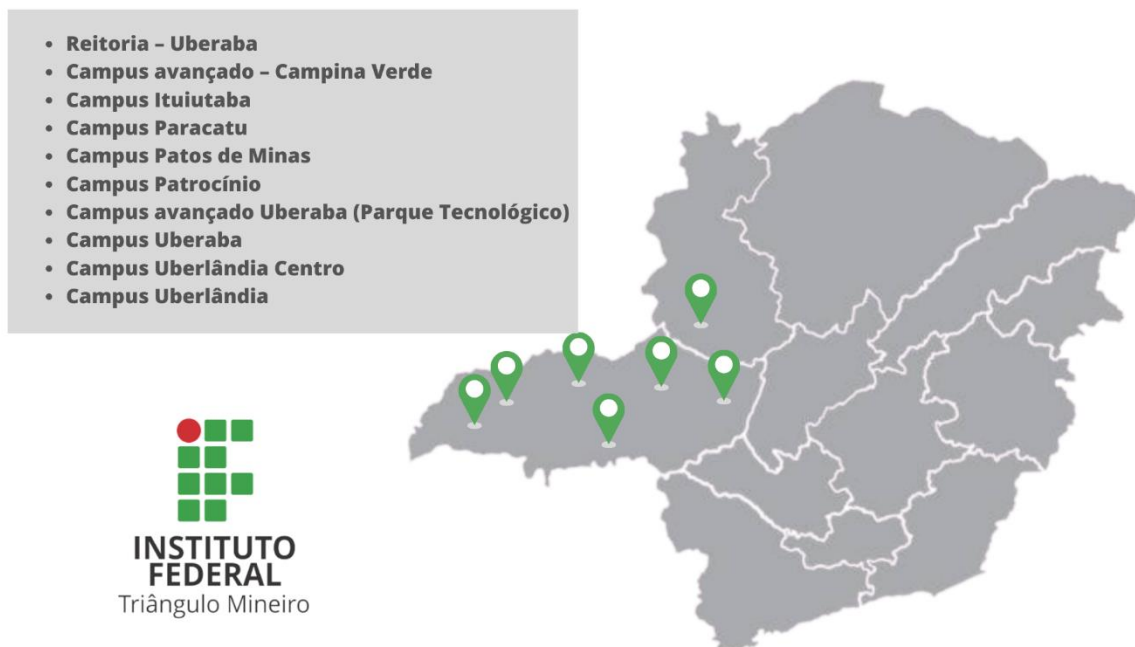 • Reitoria – Uberaba
• Campus avançado – Campina Verde
• Campus Ituiutaba
• Campus Paracatu
• Campus Patos de Minas
• Campus Patrocínio
• Campus avançado Uberaba (Parque Tecnológico)
• Campus Uberaba
• Campus Uberlândia Centro
• Campus Uberlândia
INSTITUTO
FEDERAL
Triângulo Mineiro